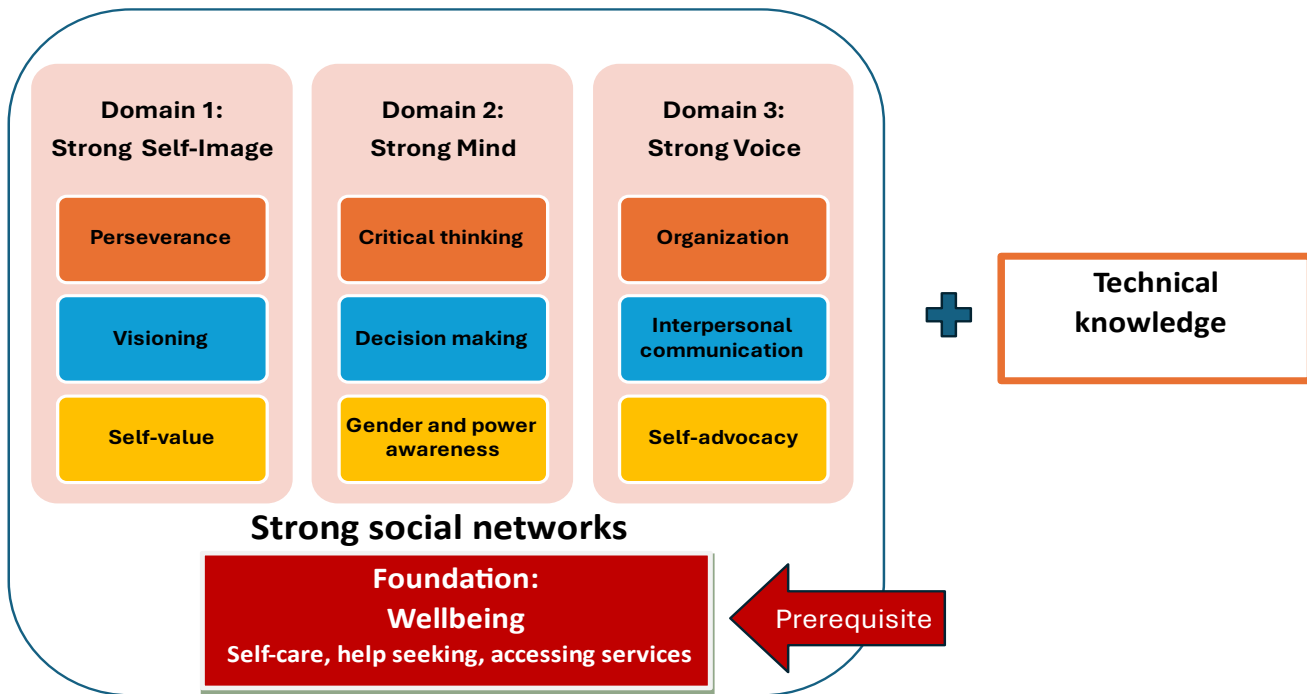 Domain 1:
Strong Self-Image
Perseverance
Visioning
Self-value
Domain 2:
Strong Mind
Critical thinking
Decision making
Gender and power
awareness
Domain 3:
Strong Voice
Organization
Interpersonal
communication
Self-advocacy
Technical
knowledge
Strong social networks
Foundation:
Wellbeing
Self-care, help seeking, accessing services
Prerequisite